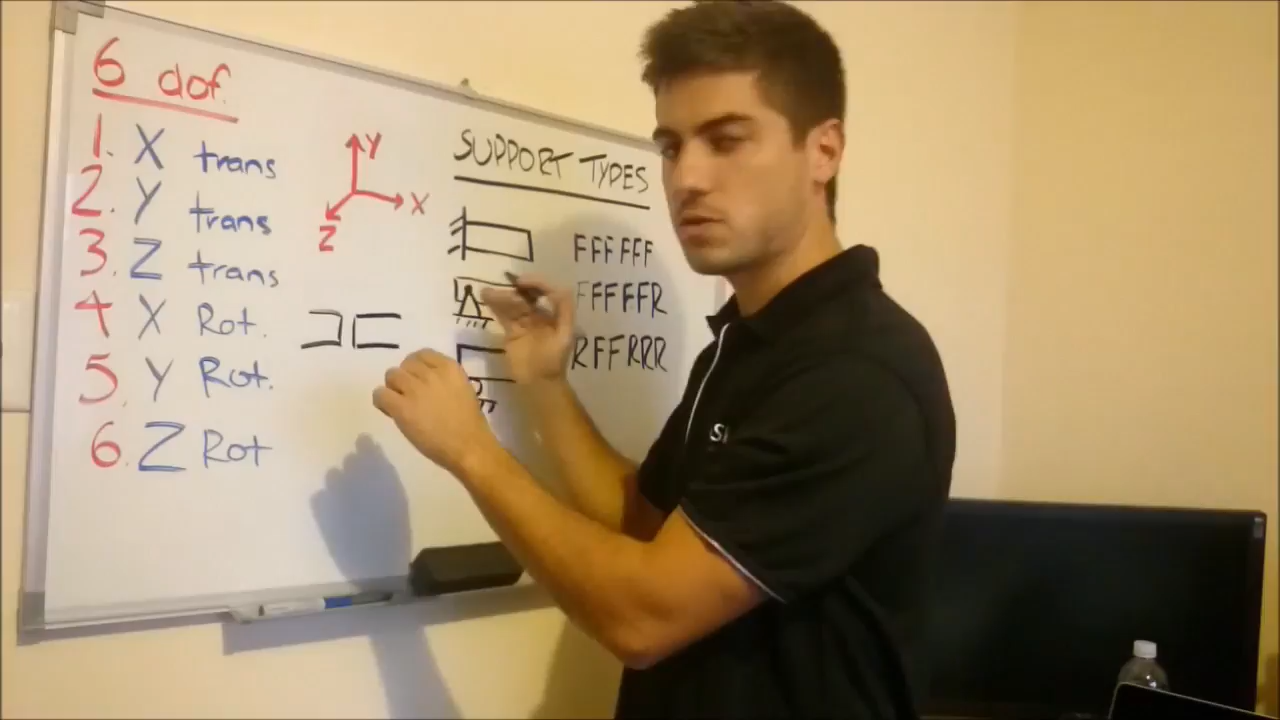 6 dof.
1. X trans
2. Y trans
3. Z trans
4 X Rot.
5. Y Rot.
6. Z Rot
Y
X
Z
SUPPORT TYPES
FFFFFF
FFFFFR
RFFRRR